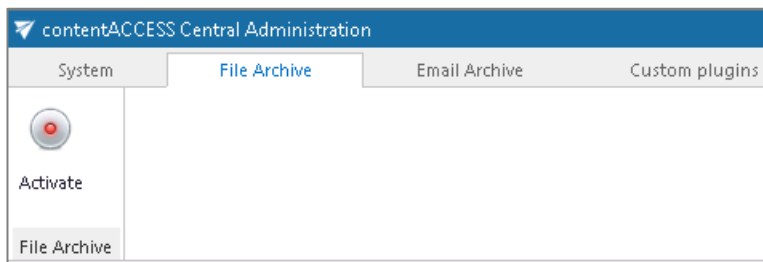 contentACCESS Central Administration
System File Archive Email Archive Custom plugins
Activate
File Archive